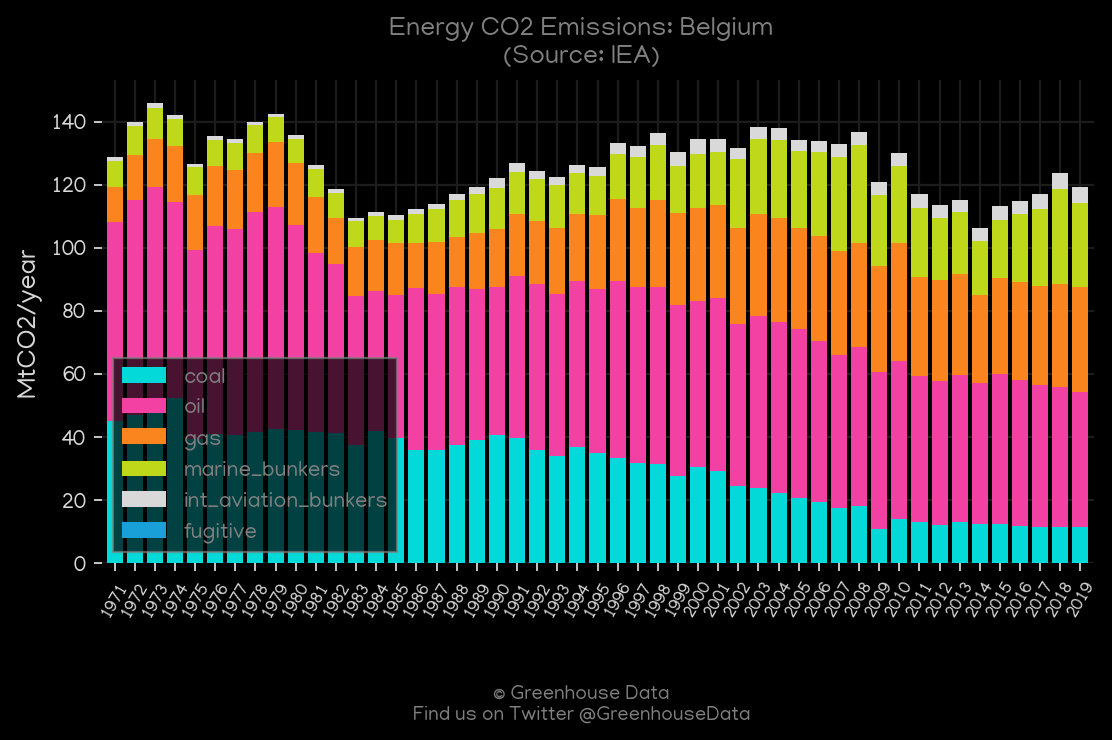 Energy CO2 Emissions: Belgium
(Source: IEA)
MtCO2/year
140
120
100
80
60
40
20
0
coal
oil
gas
marine_bunkers
int_aviation_bunkers
fugitive
1971 1972 1973 1974 1975 1976 1977 1978 1979 1980 1981 1982 1983 1984 1985 1986 1987 1988 1989 1990 1991 1992 1993 1994 1995 1996 1997 1998 1999 2000 2001 2002 2003 2004 2005 2006 2007 2008 2009 2010 2011 2012 2013 2014 2015 2016 2017 2018 2019
© Greenhouse Data
Find us on Twitter @GreenhouseData